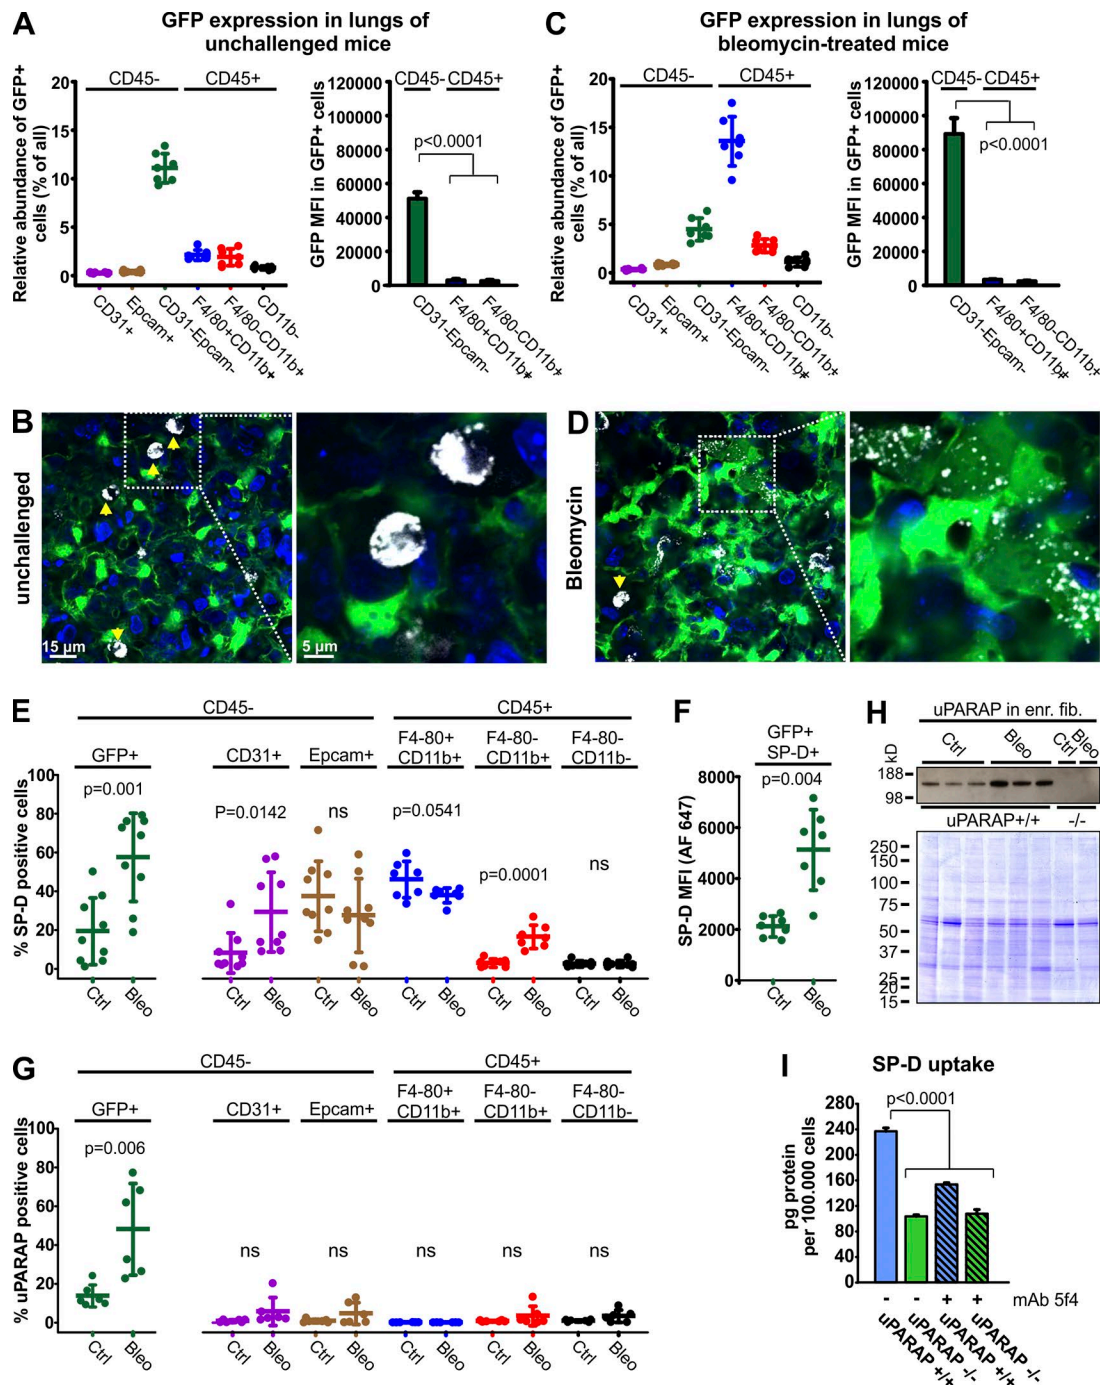 A
GFP expression in lungs of
unchallenged mice
Relative abundance of GFP+
cells (% of all)
20
15
10
5
0
CD45-
CD45+
CD31+
Epcam+
CD31-Epcam-
F4/80+CD11b+
F4/80-CD11b+
CD11b-
GFP MFI in GFP+ cells
120000
100000
80000
60000
40000
20000
0
CD45-
CD45+
p<0.0001
CD31-Epcam-
F4/80+CD11b+
F4/80-CD11b+
C
GFP expression in lungs of
bleomycin-treated mice
Relative abundance of GFP+
cells (% of all)
20
15
10
5
0
CD45-
CD45+
CD31+
Epcam+
CD31-Epcam-
F4/80+CD11b+
F4/80-CD11b+
CD11b-
GFP MFI in GFP+ cells
120000
100000
80000
60000
40000
20000
0
CD45-
CD45+
p<0.0001
CD31-Epcam-
F4/80+CD11b+
F4/80-CD11b+
B
unchallenged
15 µm
5 µm
D
Bleomycin
E
CD45-
CD45+
GFP+
CD31+
Epcam+
F4-80+
CD11b+
F4-80-
CD11b+
F4-80-
CD11b-
% SP-D positive cells
100
80
60
40
20
0
p=0.001
P=0.0142
ns
p=0.0541
p=0.0001
ns
Ctrl
Bleo
Ctrl
Bleo
Ctrl
Bleo
Ctrl
Bleo
Ctrl
Bleo
Ctrl
Bleo
F
GFP+
SP-D+
p=0.004
SP-D MFI (AF 647)
8000
6000
4000
2000
0
Ctrl
Bleo
H
uPARAP in enr. fib.
kD
Ctrl
Bleo
Ctrl
Bleo
188
98
uPARAP+/+
-/-
250
150
100
75
50
37
25
20
15
G
CD45-
CD45+
GFP+
CD31+
Epcam+
F4-80+
CD11b+
F4-80-
CD11b+
F4-80-
CD11b-
% uPARAP positive cells
100
80
60
40
20
0
p=0.006
ns
ns
ns
ns
ns
Ctrl
Bleo
Ctrl
Bleo
Ctrl
Bleo
Ctrl
Bleo
Ctrl
Bleo
Ctrl
Bleo
I
SP-D uptake
p<0.0001
pg protein
per 100.000 cells
240
200
160
120
80
40
0
- - + + mAb 5f4
uPARAP +/+
uPARAP -/-
uPARAP +/+
uPARAP -/-